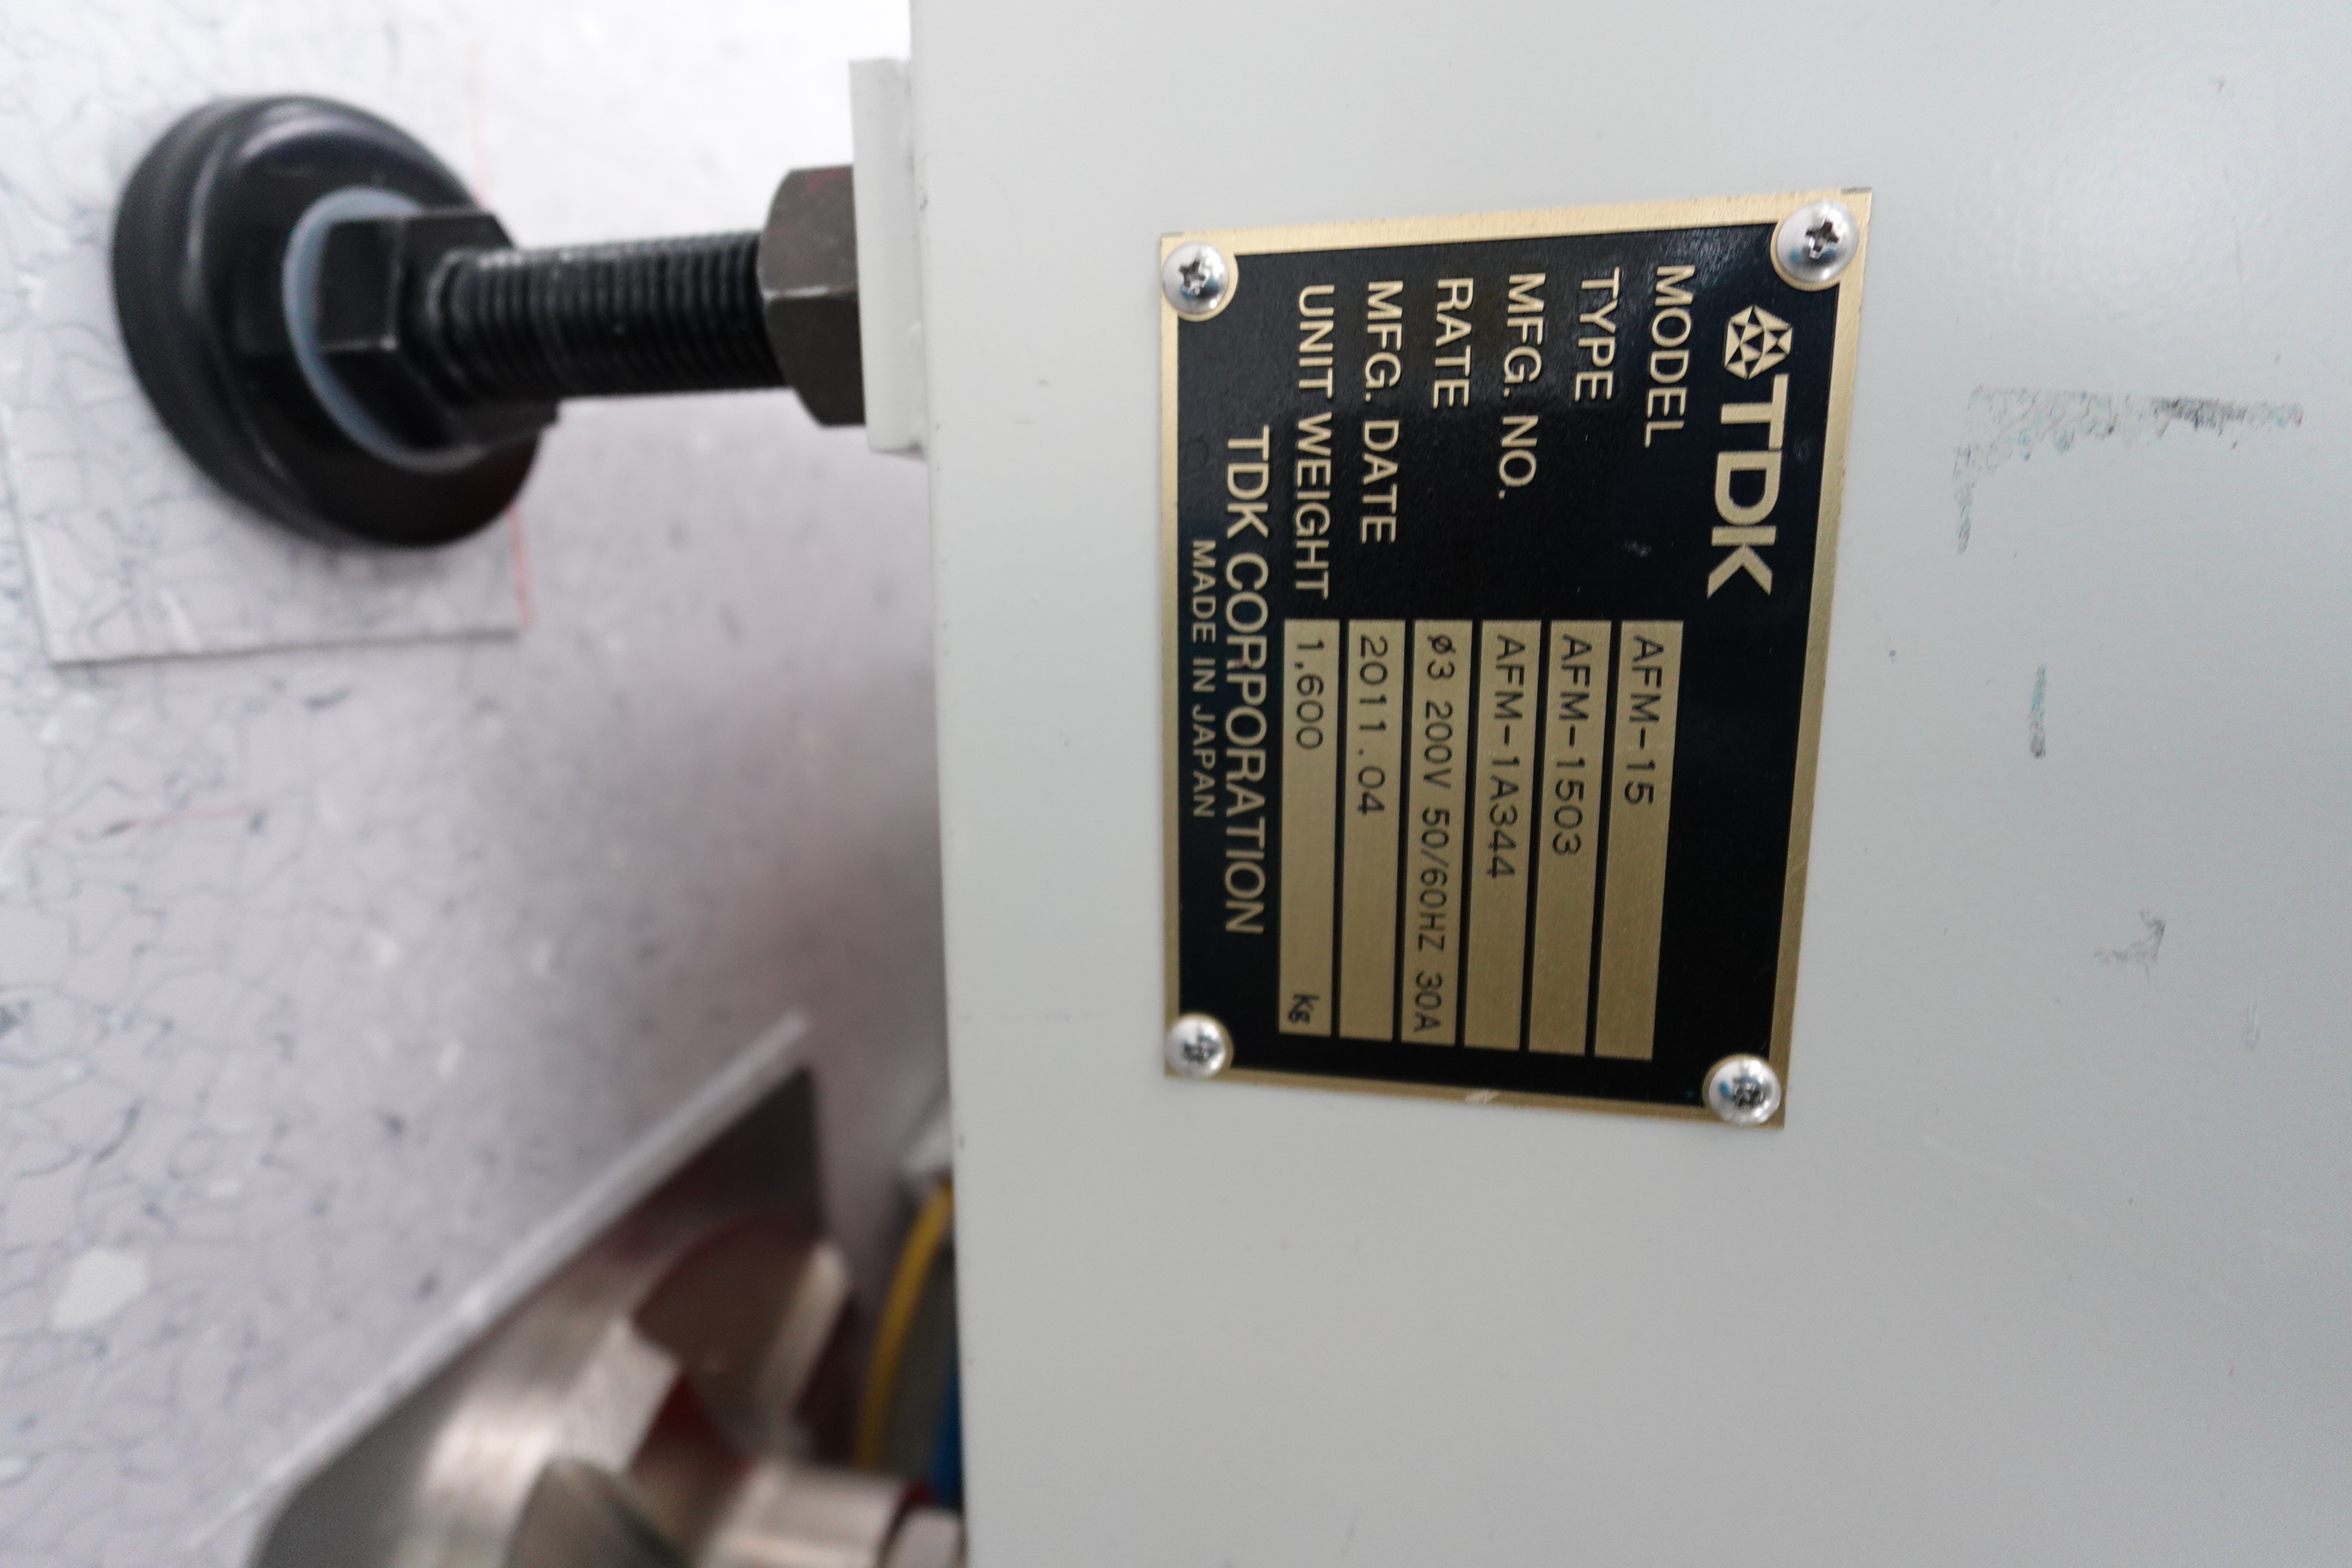 TDK
MODEL AFM-15
TYPE AFM-1503
MFG. NO. AFM-1A344
RATE ø3 200V 50/60HZ 30A
MFG. DATE 2011.04
UNIT WEIGHT 1,600 kg
TDK CORPORATION
MADE IN JAPAN